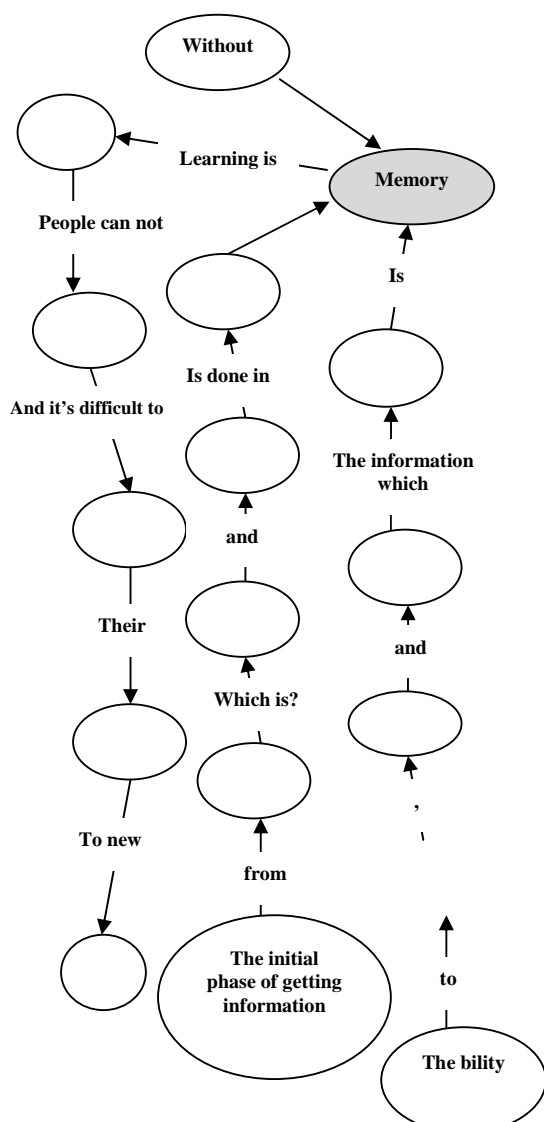 Without
Learning is
Memory
People can not
Is
Is done in
And it's difficult to
The information
which
and
Their
and
Which is?
,
To new
from
The initial
phase of getting
information
to
The bility